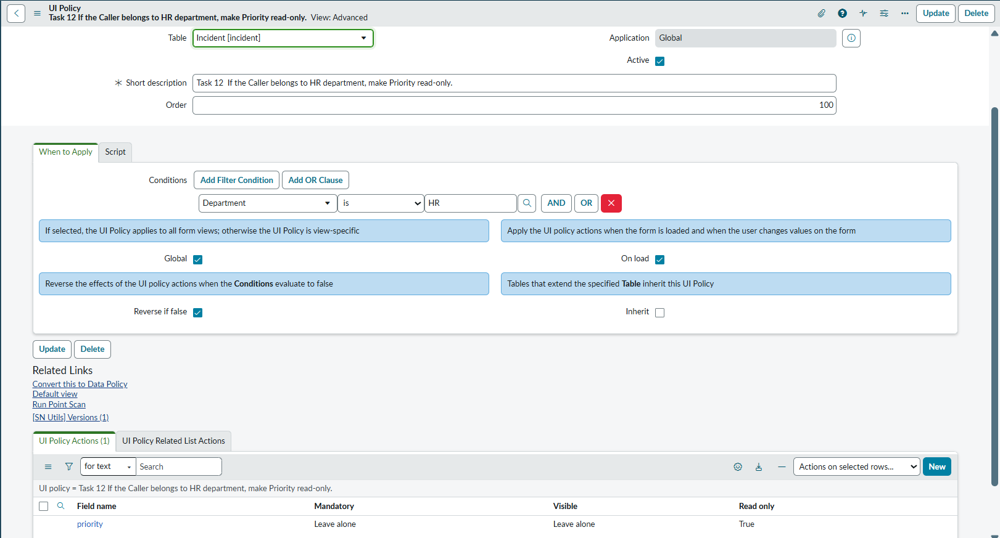 UI Policy
Task 12 If the Caller belongs to HR department, make Priority read-only. View: Advanced
Update
Delete
Table
Incident [incident]
Application
Global
Active
Short description
Task 12  If the Caller belongs to HR department, make Priority read-only.
Order
100
When to Apply
Script
Conditions
Add Filter Condition
Add OR Clause
Department
is
HR
AND
OR
If selected, the UI Policy applies to all form views; otherwise the UI Policy is view-specific
Apply the UI policy actions when the form is loaded and when the user changes values on the form
Global
On load
Reverse the effects of the UI policy actions when the Conditions evaluate to false
Tables that extend the specified Table inherit this UI Policy
Reverse if false
Inherit
Update
Delete
Related Links
Convert this to Data Policy
Default view
Run Point Scan
[SN Utils] Versions (1)
UI Policy Actions (1)
UI Policy Related List Actions
for text
Search
Actions on selected rows...
New
UI policy = Task 12 If the Caller belongs to HR department, make Priority read-only.
Field name
Mandatory
Visible
Read only
priority
Leave alone
Leave alone
True